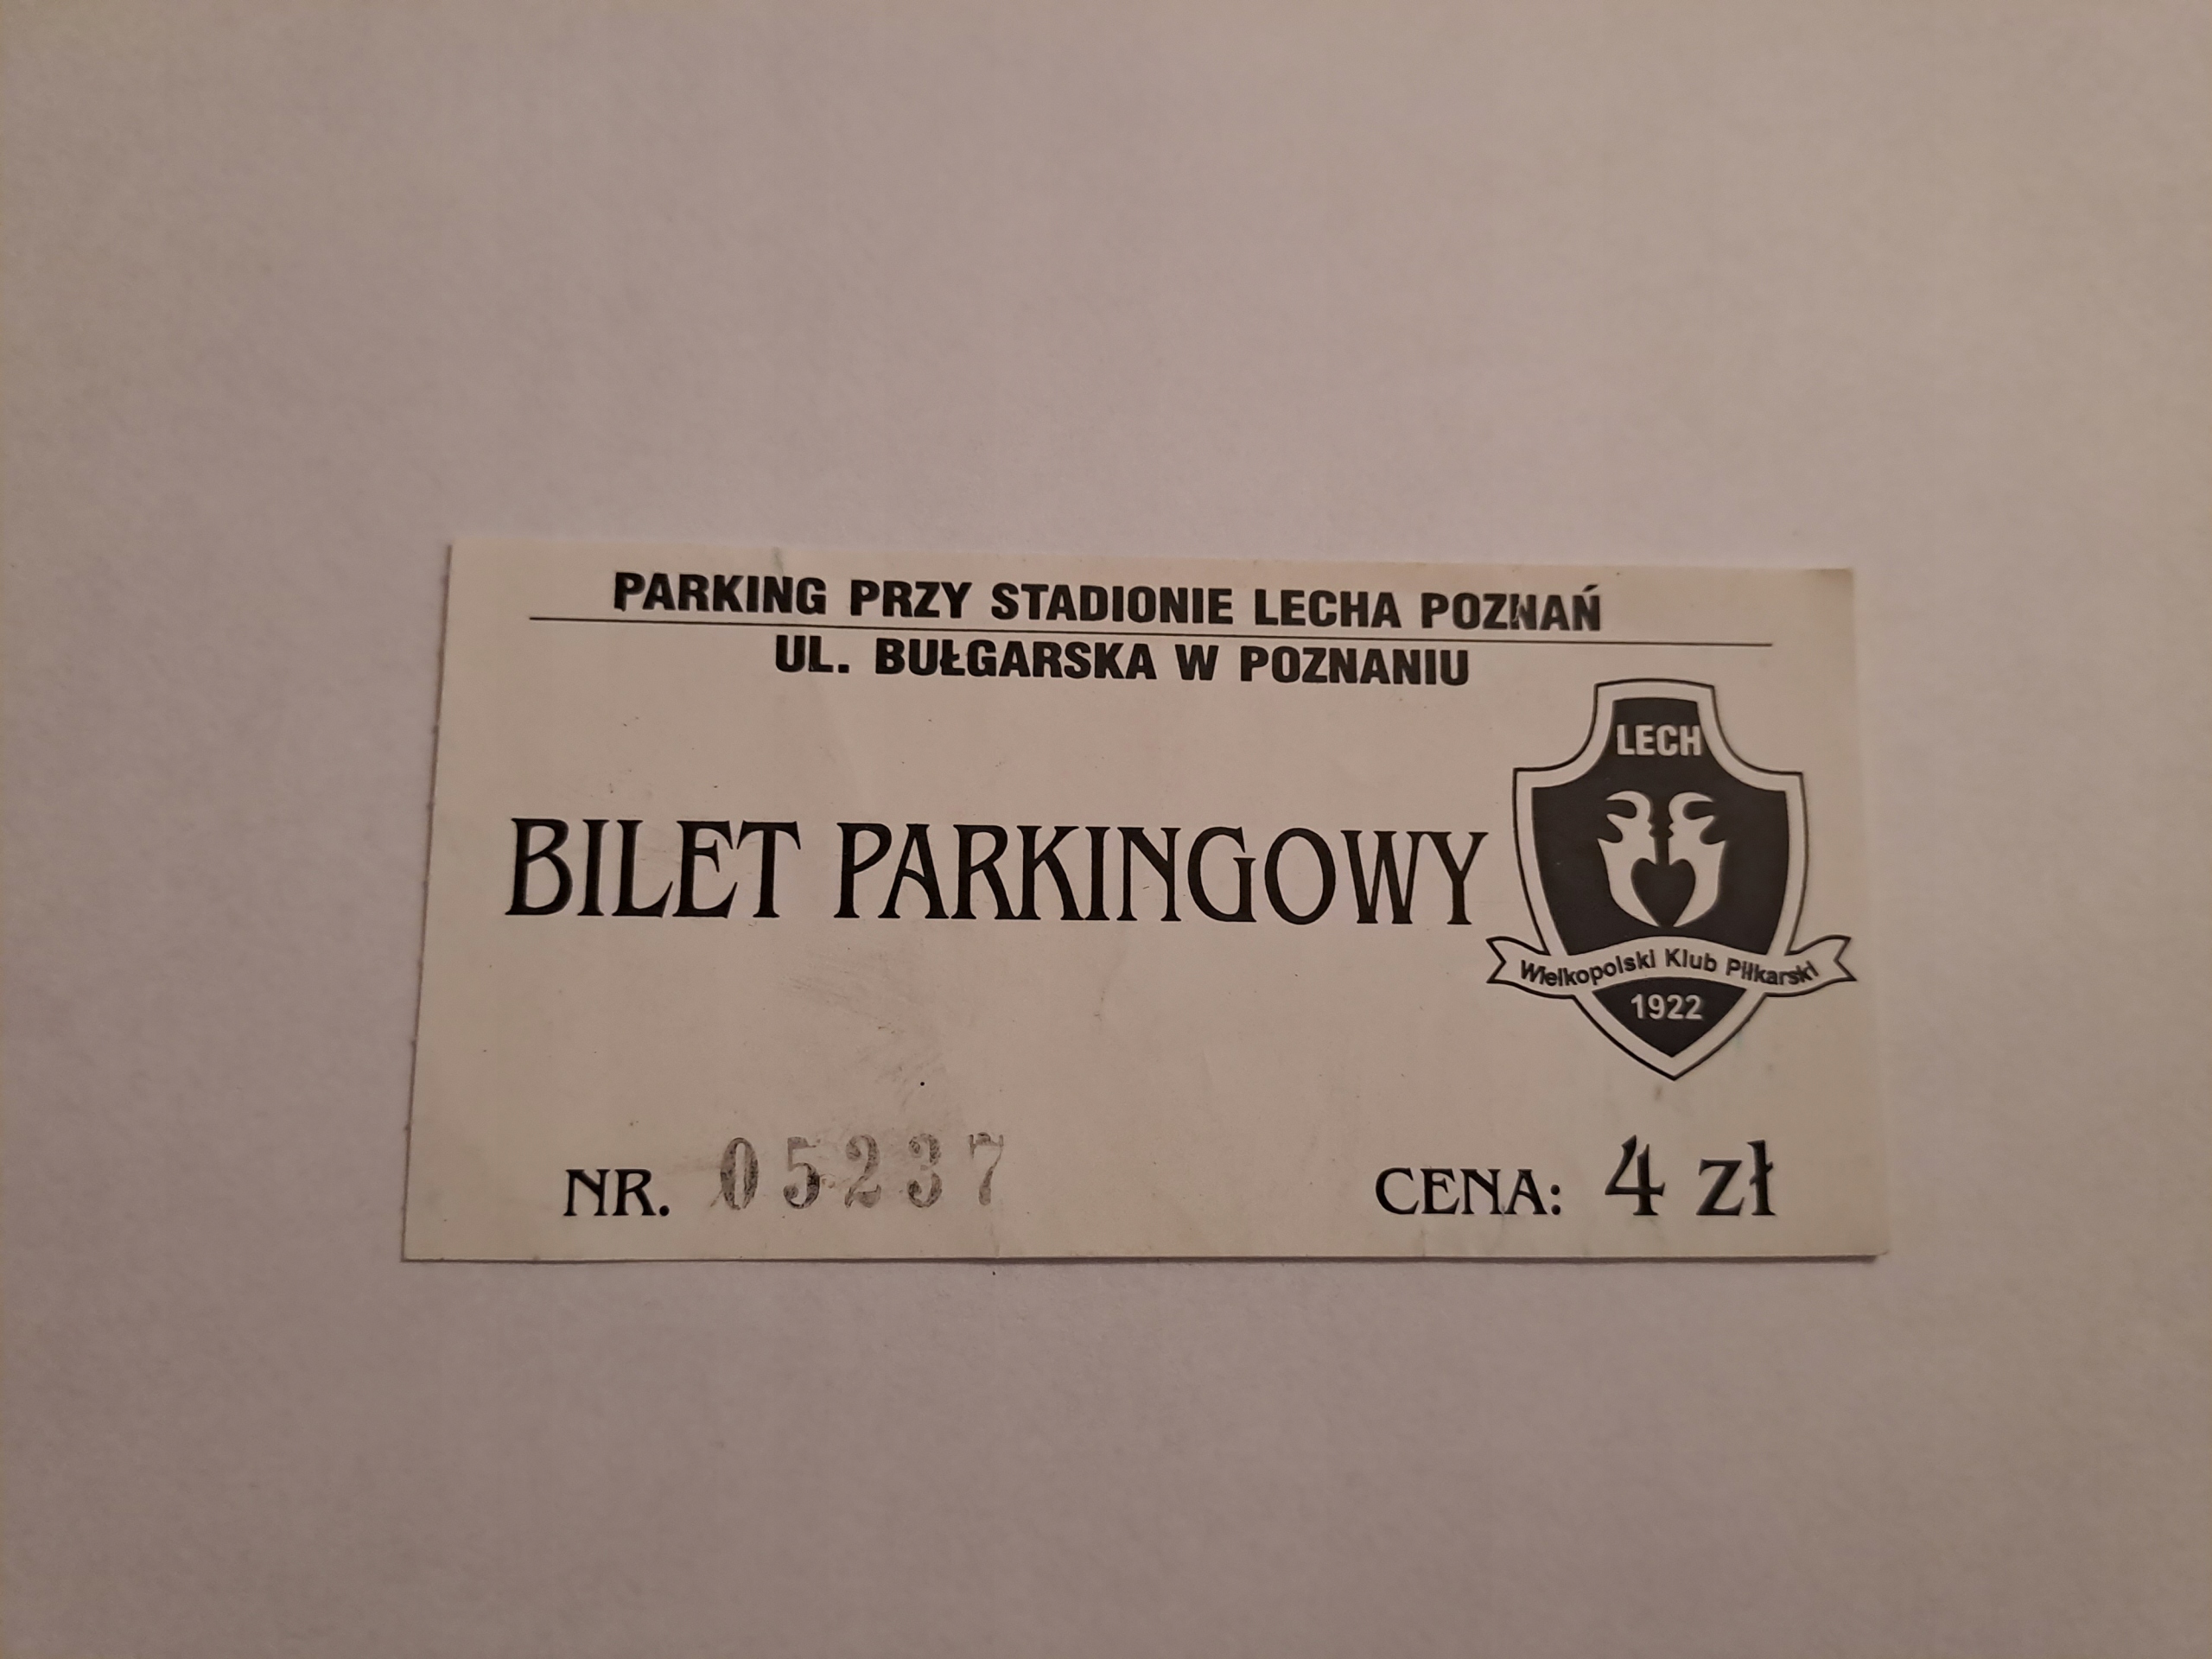 PARKING PRZY STADIONIE LECHA POZNAŃ
UL. BUŁGARSKA W POZNANIU
LECH
BILET PARKINGOWY
Wielkopolski Klub Piłkarski
1922
NR. 05237
CENA: 4 zł